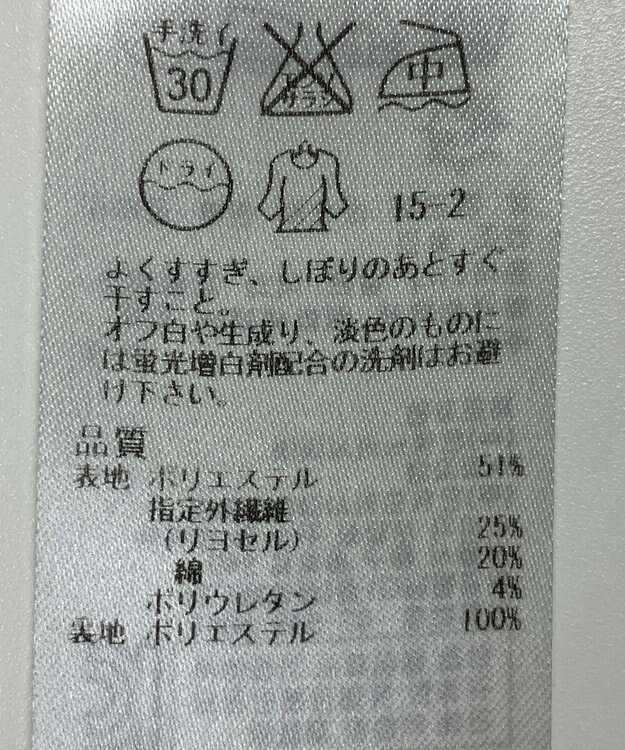 手洗イ
30
エンソ
サラシ
中
ドライ
15-2
よくすすぎ、しぼりのあとすぐ
干すこと。
オフ白や生成り、淡色のものに
は蛍光増白剤配合の洗剤はお避
け下さい。
品質
表地 ポリエステル 51%
指定外繊維
(リヨセル) 25%
綿 20%
ポリウレタン 4%
裏地 ポリエステル 100%